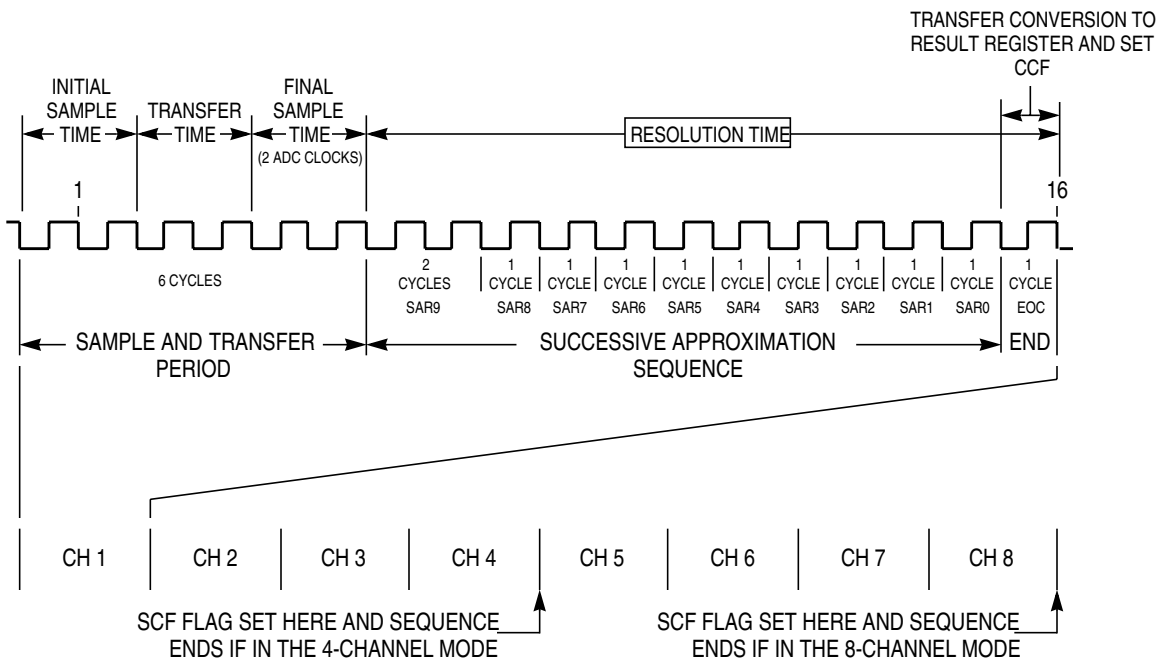 TRANSFER CONVERSION TO
RESULT REGISTER AND SET
CCF
INITIAL
SAMPLE
TIME
TRANSFER
TIME
FINAL
SAMPLE
TIME
(2 ADC CLOCKS)
RESOLUTION TIME
1
16
6 CYCLES
2
CYCLES
SAR9
1
CYCLE
SAR8
1
CYCLE
SAR7
1
CYCLE
SAR6
1
CYCLE
SAR5
1
CYCLE
SAR4
1
CYCLE
SAR3
1
CYCLE
SAR2
1
CYCLE
SAR1
1
CYCLE
SAR0
1
CYCLE
EOC
SAMPLE AND TRANSFER
PERIOD
SUCCESSIVE APPROXIMATION
SEQUENCE
END
CH 1
CH 2
CH 3
CH 4
CH 5
CH 6
CH 7
CH 8
SCF FLAG SET HERE AND SEQUENCE
ENDS IF IN THE 4-CHANNEL MODE
SCF FLAG SET HERE AND SEQUENCE
ENDS IF IN THE 8-CHANNEL MODE